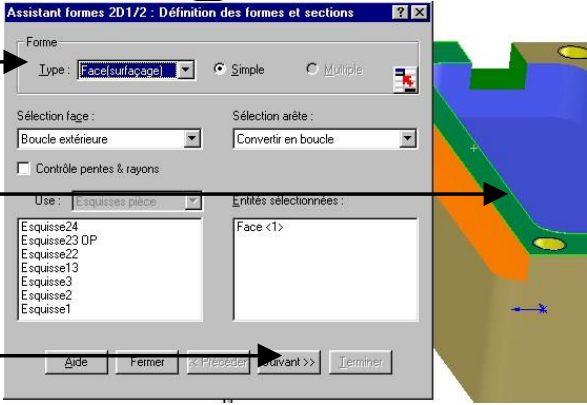 Assistant formes 2D1/2 : Définition des formes et sections
Forme
Type : Face(surfaçage) Simple Multiple
Sélection face : Sélection arête :
Boucle extérieure Convertir en boucle
Contrôle pentes & rayons
Use : Esquisses pièce Entités sélectionnées :
Esquisse24 Face <1>
Esquisse23 OP
Esquisse22
Esquisse13
Esquisse3
Esquisse2
Esquisse1
Aide Fermer < Précéder Suivant >> Terminer